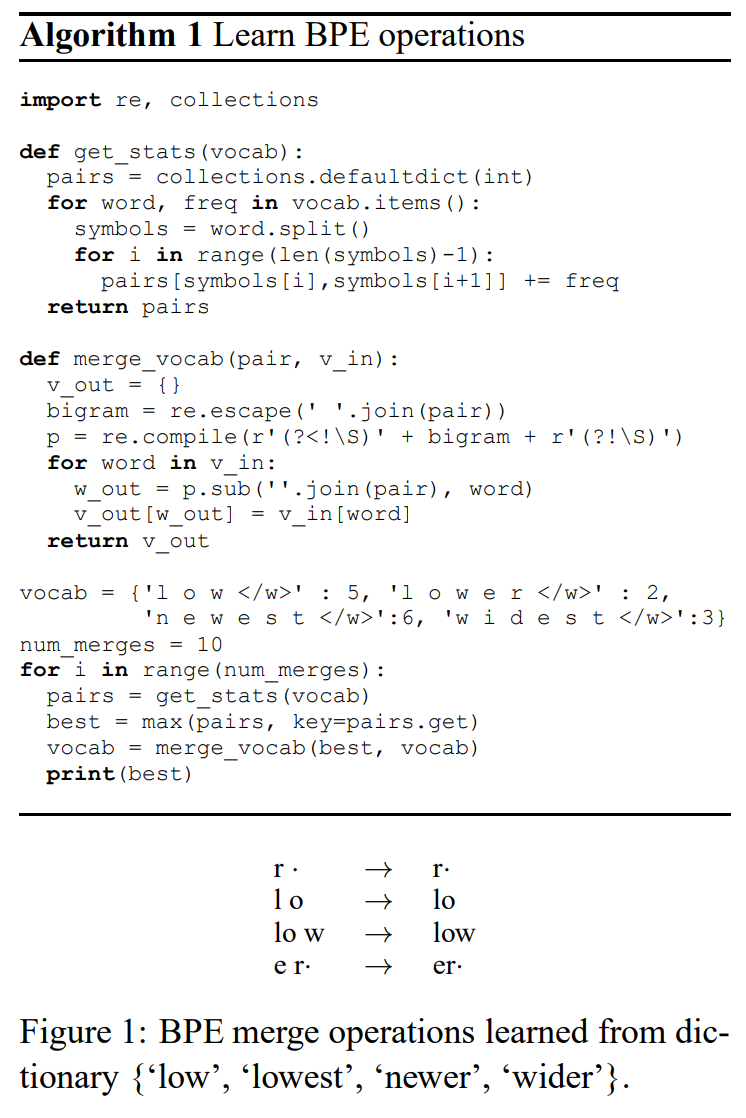 Algorithm 1 Learn BPE operations
import re, collections
def get_stats(vocab):
  pairs = collections.defaultdict(int)
  for word, freq in vocab.items():
    symbols = word.split()
    for i in range(len(symbols)-1):
      pairs[symbols[i],symbols[i+1]] += freq
  return pairs
def merge_vocab(pair, v_in):
  v_out = {}
  bigram = re.escape(' '.join(pair))
  p = re.compile(r'(?<!\S)' + bigram + r'(?!\S)')
  for word in v_in:
    w_out = p.sub(''.join(pair), word)
    v_out[w_out] = v_in[word]
  return v_out
vocab = {'l o w </w>' : 5, 'l o w e r </w>' : 2,
         'n e w e s t </w>':6, 'w i d e s t </w>':3}
num_merges = 10
for i in range(num_merges):
  pairs = get_stats(vocab)
  best = max(pairs, key=pairs.get)
  vocab = merge_vocab(best, vocab)
  print(best)
r · → r·
l o → lo
lo w → low
e r· → er·
Figure 1: BPE merge operations learned from dic-
tionary {‘low’, ‘lowest’, ‘newer’, ‘wider’}.